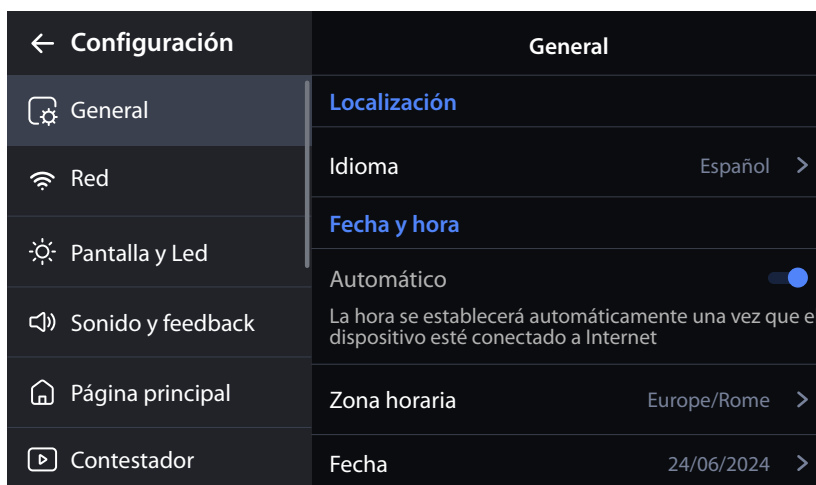 Configuración
General
Red
Pantalla y Led
Sonido y feedback
Página principal
Contestador
General
Localización
Idioma Español
Fecha y hora
Automático
La hora se establecerá automáticamente una vez que e
dispositivo esté conectado a Internet
Zona horaria Europe/Rome
Fecha 24/06/2024